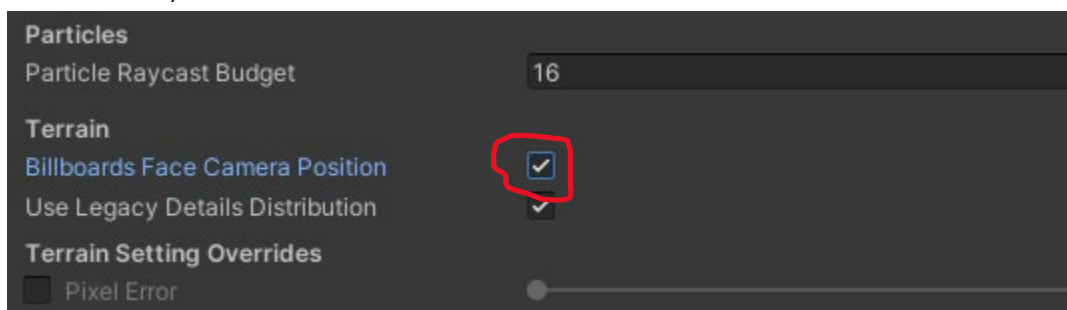 Particles
Particle Raycast Budget 16
Terrain
Billboards Face Camera Position
Use Legacy Details Distribution
Terrain Setting Overrides
Pixel Error